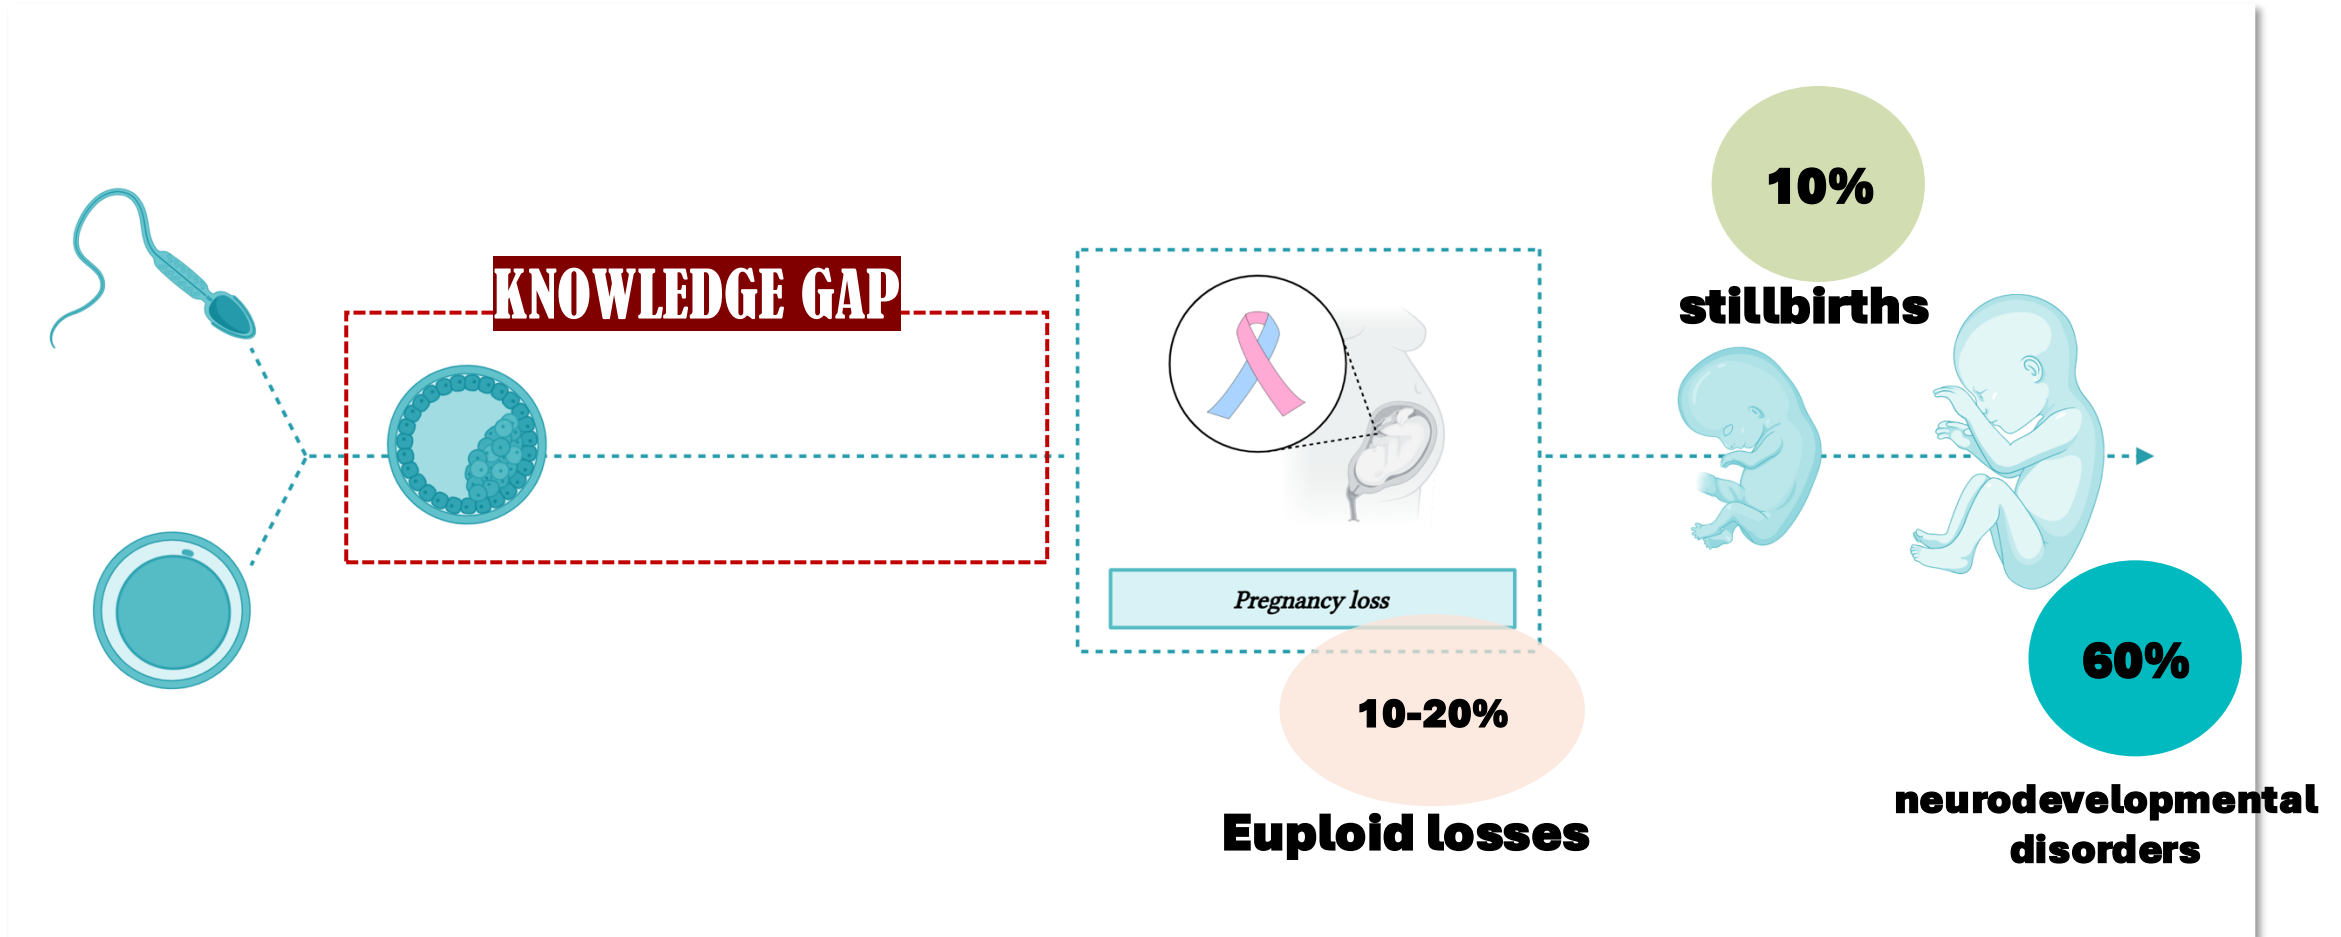 KNOWLEDGE GAP
Pregnancy loss
10-20%
Euploid losses
10%
stillbirths
60%
neurodevelopmental
disorders